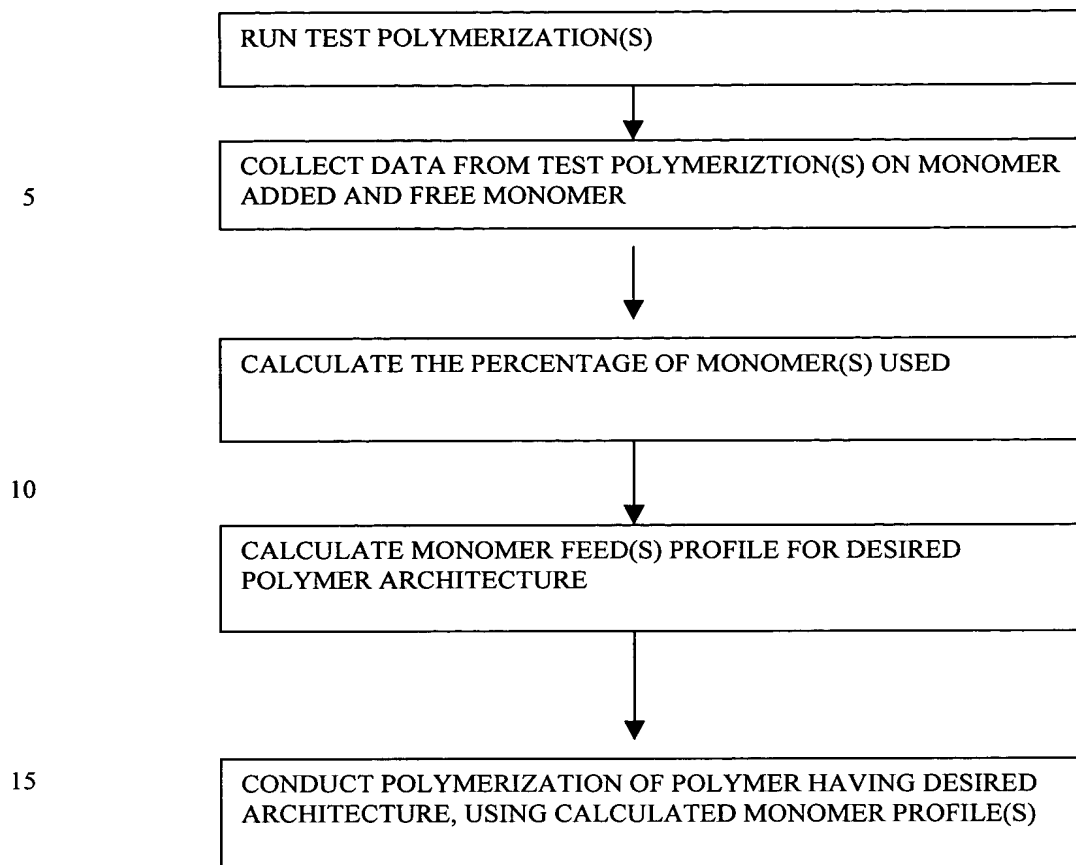 RUN TEST POLYMERIZATION(S)
COLLECT DATA FROM TEST POLYMERIZTION(S) ON MONOMER
5
ADDED AND FREE MONOMER
CALCULATE THE PERCENTAGE OF MONOMER(S) USED
10
CALCULATE MONOMER FEED(S) PROFILE FOR DESIRED
POLYMER ARCHITECTURE
15
CONDUCT POLYMERIZATION OF POLYMER HAVING DESIRED
ARCHITECTURE, USING CALCULATED MONOMER PROFILE(S)